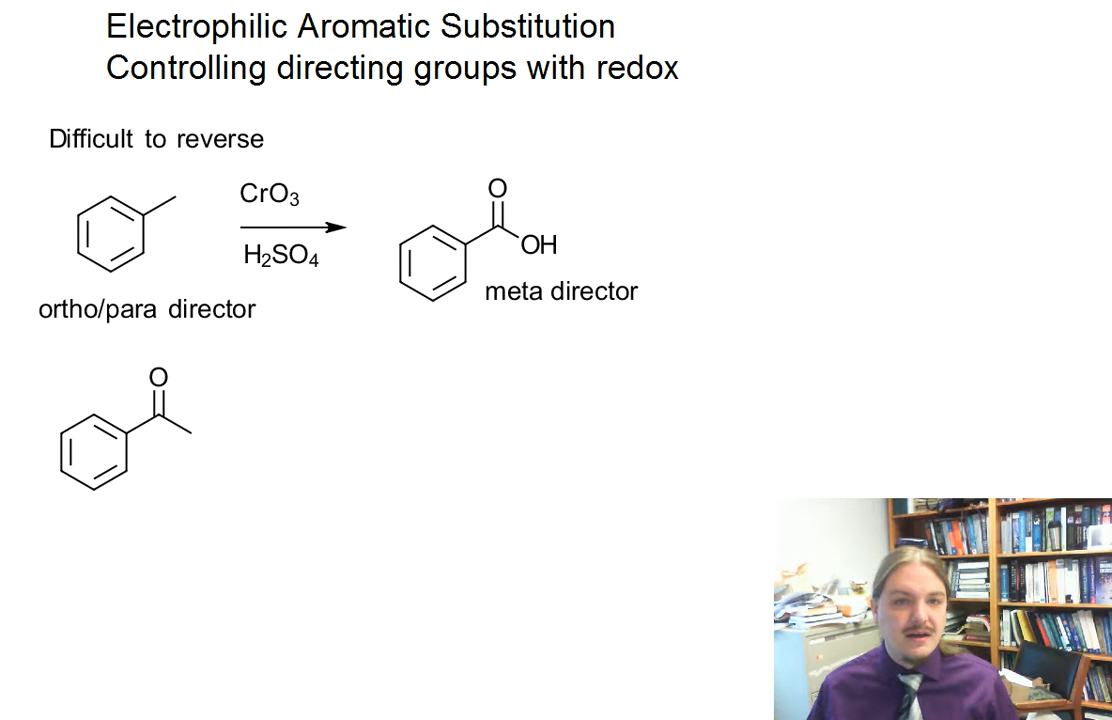 Electrophilic Aromatic Substitution
Controlling directing groups with redox
Difficult to reverse
CrO₃
H₂SO₄
O
OH
meta director
ortho/para director
O